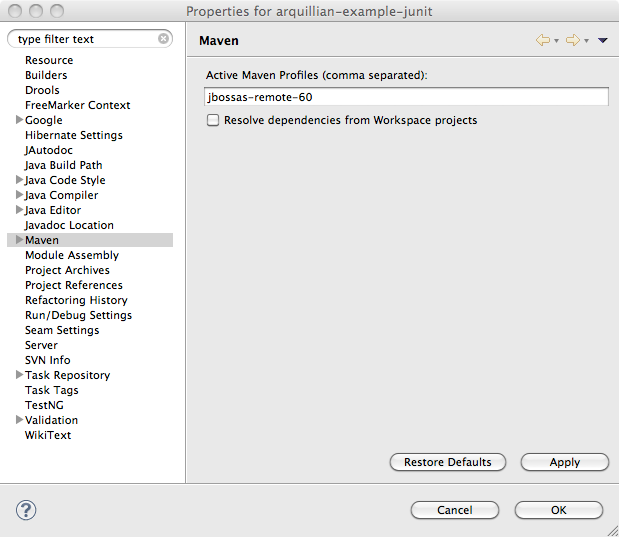 Properties for arquillian-example-junit
type filter text
Maven
Resource
Builders
Drools
FreeMarker Context
Google
Hibernate Settings
JAutodoc
Java Build Path
Java Code Style
Java Compiler
Java Editor
Javadoc Location
Maven
Module Assembly
Project Archives
Project References
Refactoring History
Run/Debug Settings
Seam Settings
Server
SVN Info
Task Repository
Task Tags
TestNG
Validation
WikiText
Active Maven Profiles (comma separated):
jbossas-remote-60
Resolve dependencies from Workspace projects
Restore Defaults
Apply
?
Cancel
OK